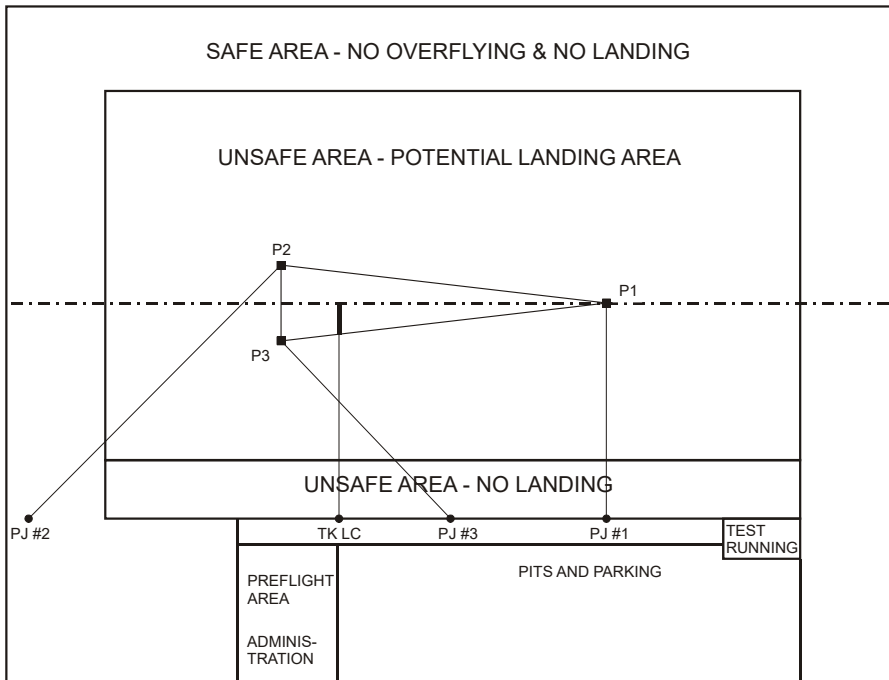 SAFE AREA - NO OVERFLYING & NO LANDING
UNSAFE AREA - POTENTIAL LANDING AREA
P2
P1
P3
UNSAFE AREA - NO LANDING
PJ #2
TK LC
PJ #3
PJ #1
TEST
RUNNING
PITS AND PARKING
PREFLIGHT
AREA
ADMINIS-
TRATION